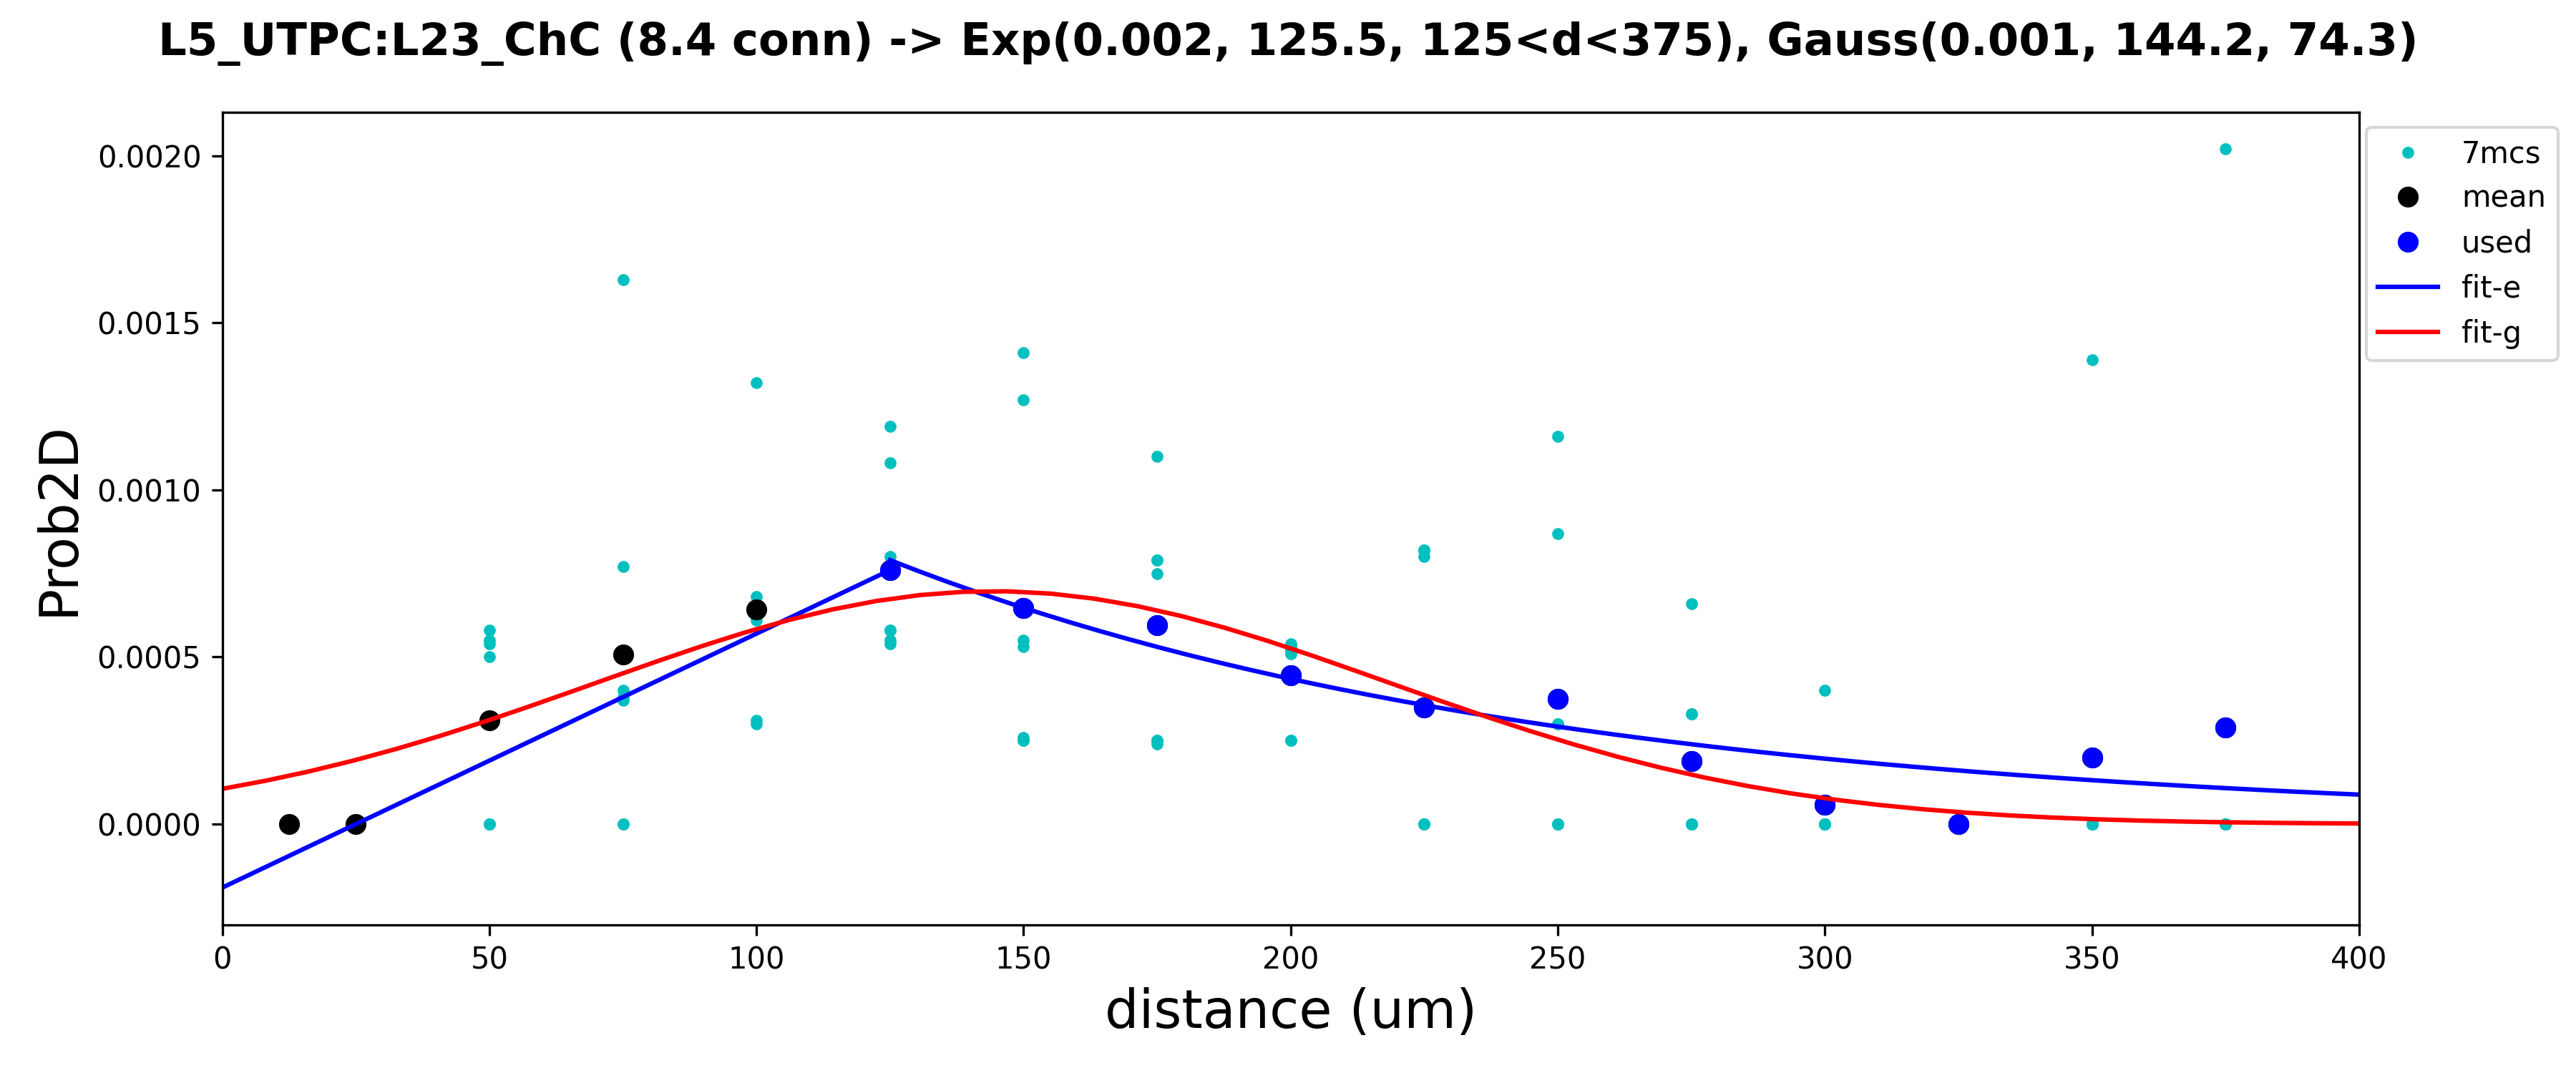 L5_UTPC:L23_ChC (8.4 conn) -> Exp(0.002, 125.5, 125<d<375), Gauss(0.001, 144.2, 74.3)
0.0020
0.0015
0.0010
0.0005
0.0000
Prob2D
0 50 100 150 200 250 300 350 400
distance (um)
7mcs
mean
used
fit-e
fit-g